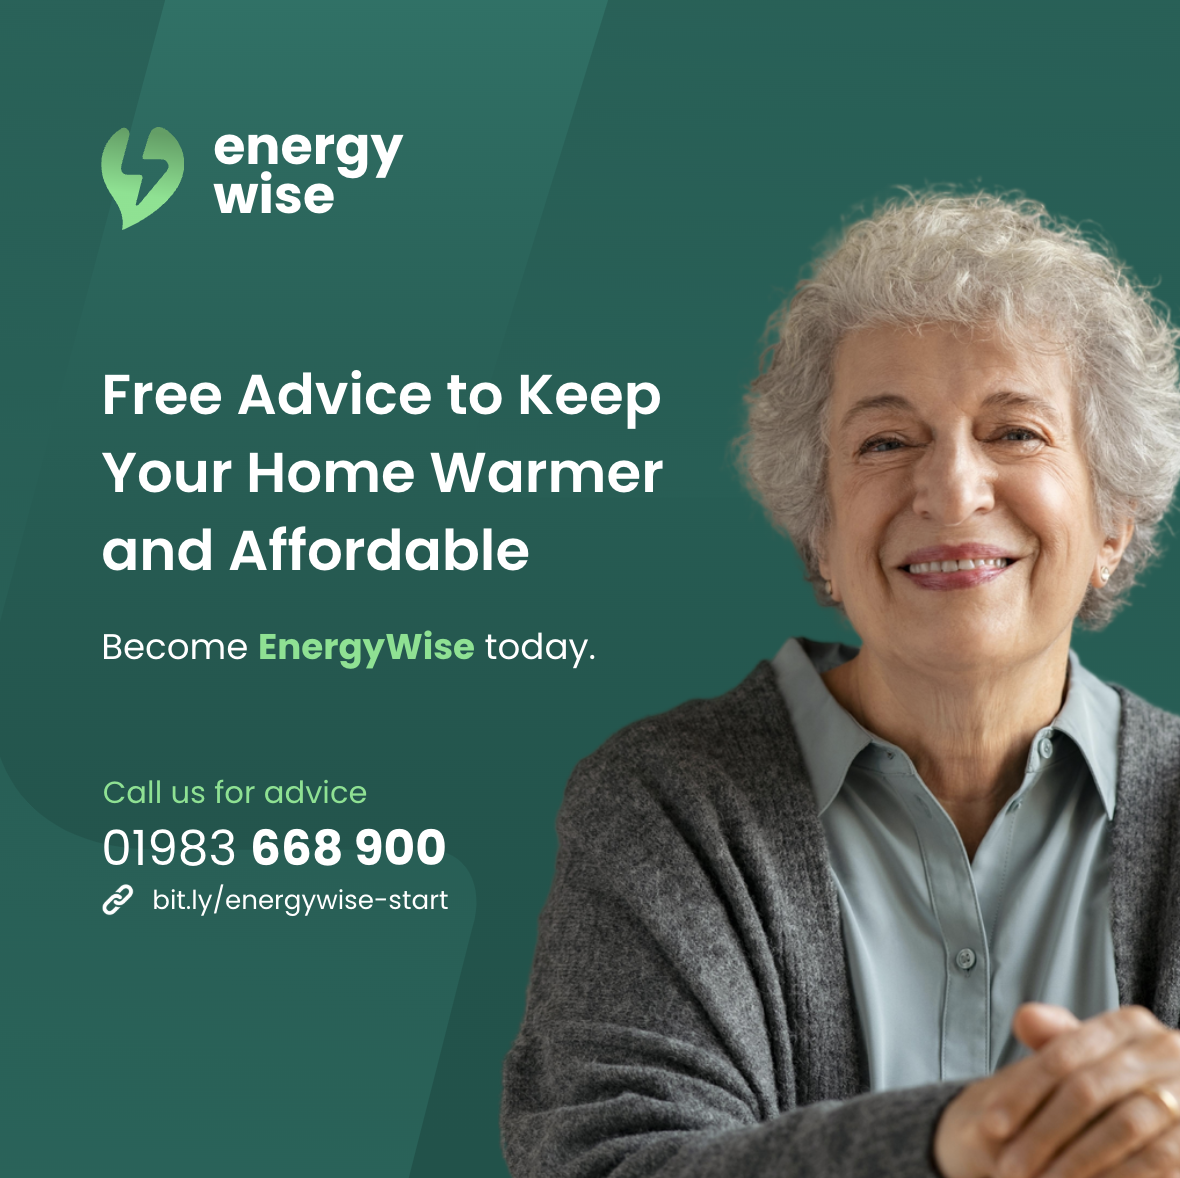 energy
wise
Free Advice to Keep
Your Home Warmer
and Affordable
Become EnergyWise today.
Call us for advice
01983 668 900
bit.ly/energywise-start